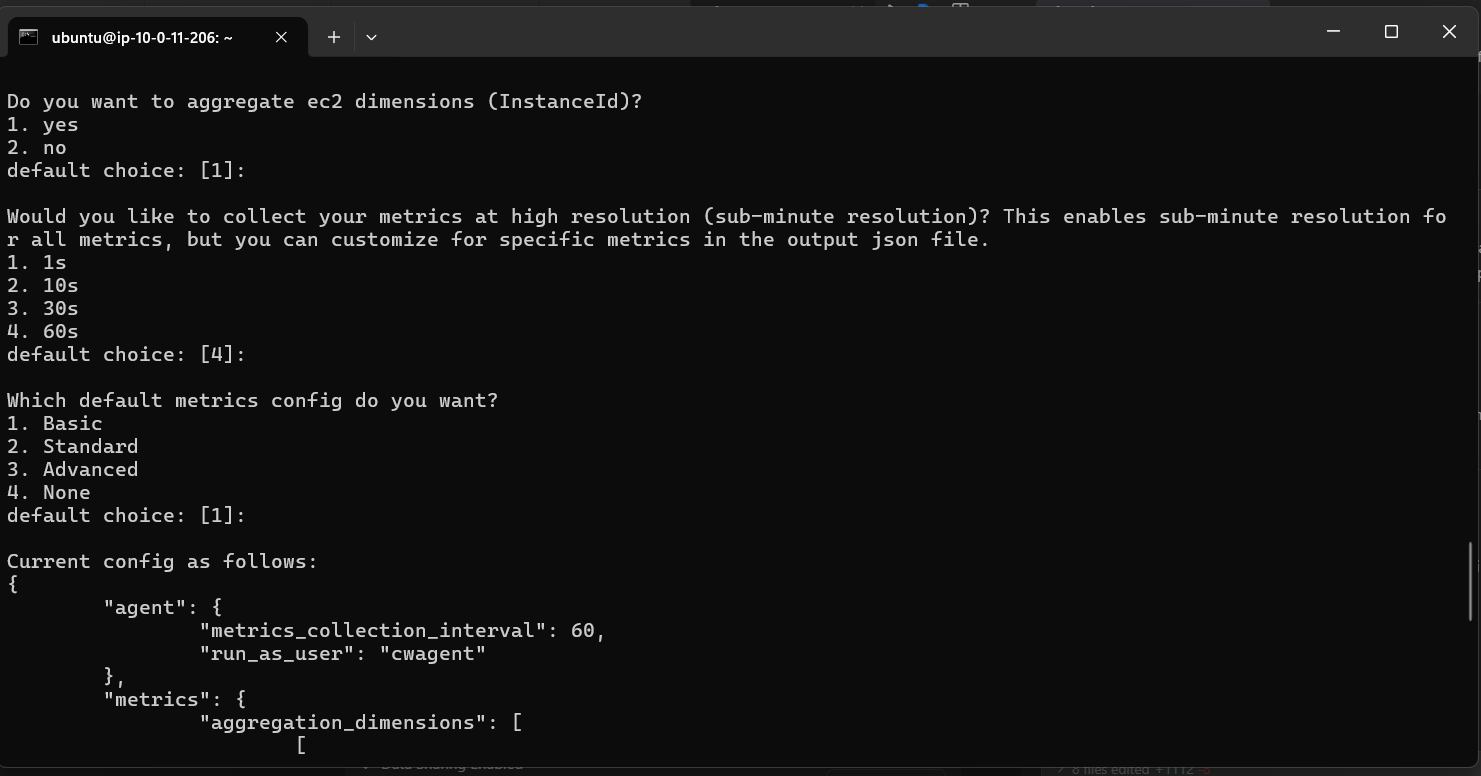 ubuntu@ip-10-0-11-206: ~
Do you want to aggregate ec2 dimensions (InstanceId)?
1. yes
2. no
default choice: [1]:
Would you like to collect your metrics at high resolution (sub-minute resolution)? This enables sub-minute resolution fo
r all metrics, but you can customize for specific metrics in the output json file.
1. 1s
2. 10s
3. 30s
4. 60s
default choice: [4]:
Which default metrics config do you want?
1. Basic
2. Standard
3. Advanced
4. None
default choice: [1]:
Current config as follows:
{
"agent": {
"metrics_collection_interval": 60,
"run_as_user": "cwagent"
},
"metrics": {
"aggregation_dimensions": [
[